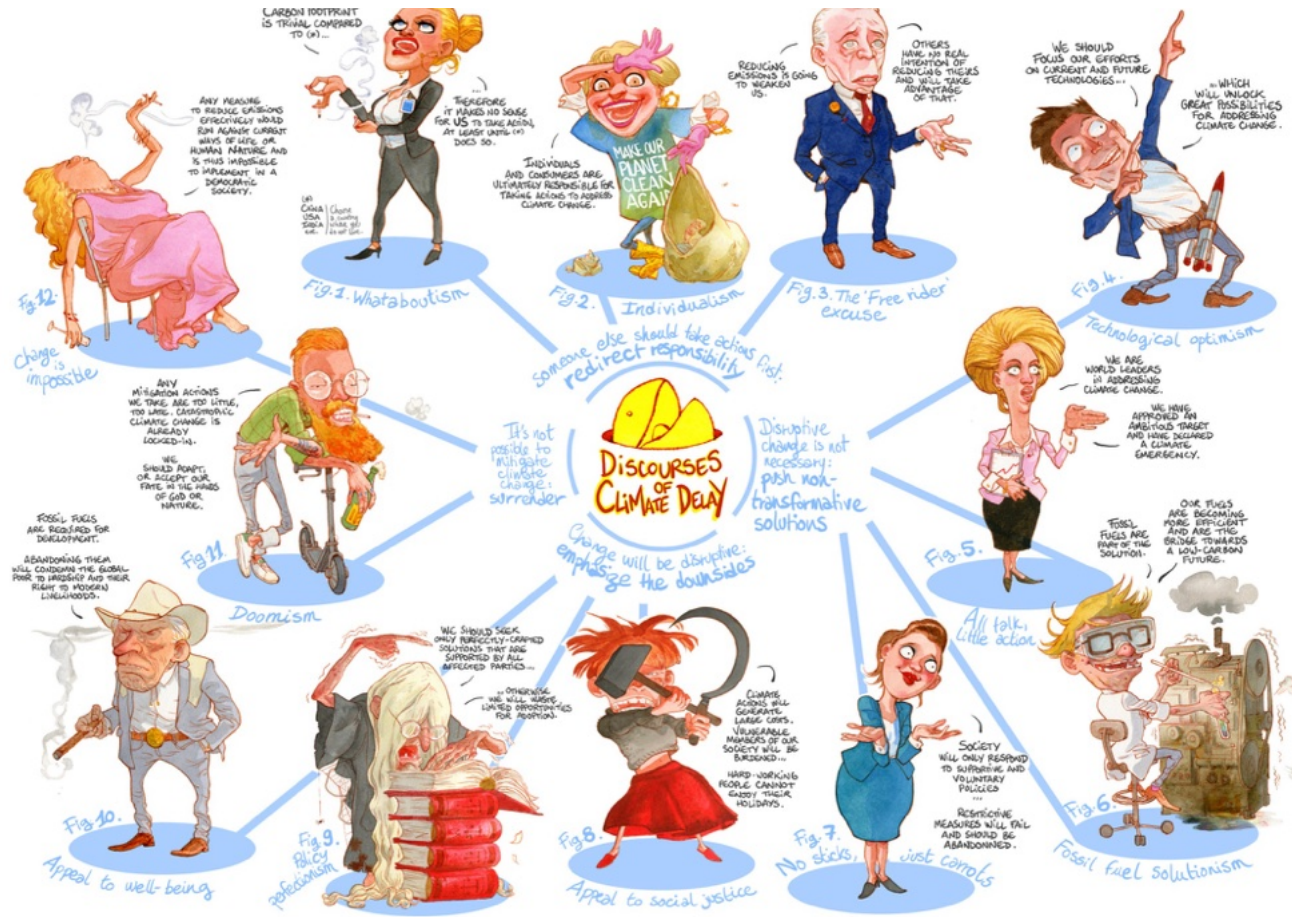 CARBON FOOTPRINT
IS TRIVIAL COMPARED
TO (*)...
THEREFORE
IT MAKES NO SENSE
FOR US TO TAKE ACTION,
AT LEAST UNTIL (*)
DOES SO.
(*)
CHINA
USA
INDIA
Fig. 1. Whataboutism
INDIVIDUALS
AND CONSUMERS ARE
ULTIMATELY RESPONSIBLE FOR
TAKING ACTIONS TO ADDRESS
CLIMATE CHANGE.
MAKE OUR
PLANET
CLEAN
AGAIN
Fig. 2. Individualism
REDUCING
EMISSIONS IS GOING
TO WEAKEN
US.
OTHERS
HAVE NO REAL
INTENTION OF
REDUCING THEIRS
AND WILL TAKE
ADVANTAGE
OF THAT.
Fig. 3. The 'Free rider'
excuse
WE SHOULD
FOCUS OUR EFFORTS
ON CURRENT AND FUTURE
TECHNOLOGIES...
...WHICH
WILL UNLOCK
GREAT POSSIBILITIES
FOR ADDRESSING
CLIMATE CHANGE.
Fig. 4.
Technological optimism
ANY MEASURE
TO REDUCE EMISSIONS
EFFECTIVELY WOULD
RUN AGAINST CURRENT
WAYS OF LIFE OR
HUMAN NATURE AND
IS THUS IMPOSSIBLE
TO IMPLEMENT IN A
DEMOCRATIC
SOCIETY.
Fig. 12.
Change is
impossible
someone else should take actions first:
redirect responsibility
DISCOURSES
OF
CLIMATE DELAY
It's not
possible to
mitigate
climate
change:
surrender
Disruptive
change is not
necessary:
push non-
transformative
solutions
Change will be disruptive:
emphasize the downsides
WE ARE
WORLD LEADERS
IN ADDRESSING
CLIMATE CHANGE.
WE HAVE
APPROVED AN
AMBITIOUS TARGET
AND HAVE DECLARED
A CLIMATE
EMERGENCY.
Fig. 5.
All talk,
little action
ANY
MITIGATION ACTIONS
WE TAKE ARE TOO LITTLE,
TOO LATE. CATASTROPHIC
CLIMATE CHANGE IS
ALREADY
LOCKED-IN.
WE
SHOULD ADAPT,
OR ACCEPT OUR
FATE IN THE HANDS
OF GOD OR
NATURE.
Fig 11.
Doomism
FOSSIL FUELS
ARE REQUIRED FOR
DEVELOPMENT.
ABANDONING THEM
WILL CONDEMN THE GLOBAL
POOR TO HARDSHIP AND THEIR
RIGHT TO MODERN
LIVELIHOODS.
Fig. 10.
Appeal to well-being
WE SHOULD SEEK
ONLY PERFECTLY-CRAFTED
SOLUTIONS THAT ARE
SUPPORTED BY ALL
AFFECTED PARTIES...
...OTHERWISE
WE WILL WASTE
LIMITED OPPORTUNITIES
FOR ADOPTION.
Fig. 9.
Policy
perfectionism
CLIMATE
ACTIONS WILL
GENERATE
LARGE COSTS.
VULNERABLE
MEMBERS OF OUR
SOCIETY WILL BE
BURDENED...
HARD-WORKING
PEOPLE CANNOT
ENJOY THEIR
HOLIDAYS.
Fig 8.
Appeal to social justice
SOCIETY
WILL ONLY RESPOND
TO SUPPORTIVE AND
VOLUNTARY
POLICIES
...
RESTRICTIVE
MEASURES WILL FAIL
AND SHOULD BE
ABANDONNED.
Fig. 7.
No sticks, just carrots
FOSSIL
FUELS ARE
PART OF THE
SOLUTION.
OUR FUELS
ARE BECOMING
MORE EFFICIENT
AND ARE THE
BRIDGE TOWARDS
A LOW-CARBON
FUTURE.
Fig. 6.
Fossil fuel solutionism